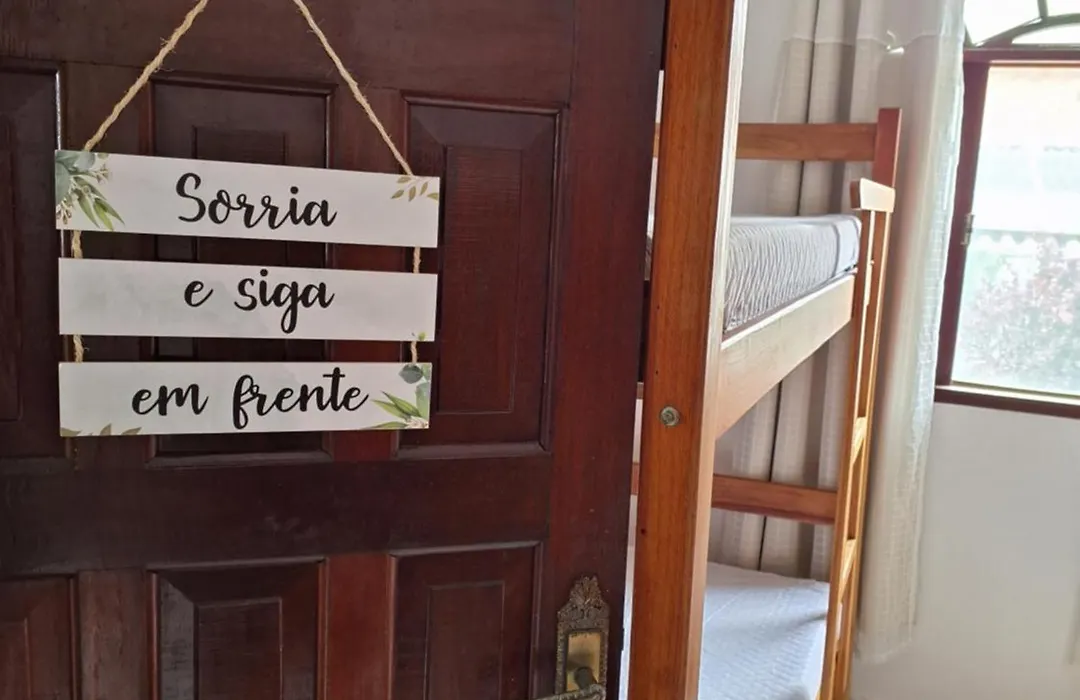 Sorria
e siga
em frente